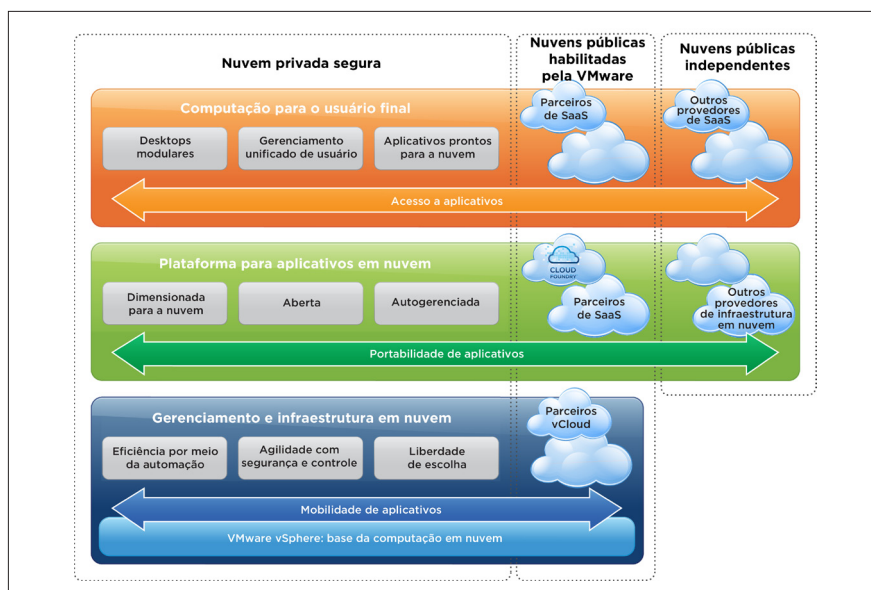 Nuvem privada segura
Nuvens públicas
habilitadas
pela VMware
Nuvens públicas
independentes
Computação para o usuário final
Desktops
modulares
Gerenciamento
unificado de usuário
Aplicativos prontos
para a nuvem
Parceiros
de SaaS
Outros
provedores
de SaaS
Acesso a aplicativos
Plataforma para aplicativos em nuvem
Dimensionada
para a nuvem
Aberta
Autogerenciada
CLOUD
FOUNDRY
Parceiros
de SaaS
Outros
provedores
de infraestrutura
em nuvem
Portabilidade de aplicativos
Gerenciamento e infraestrutura em nuvem
Eficiência por meio
da automação
Agilidade com
segurança e controle
Liberdade
de escolha
Parceiros
vCloud
Mobilidade de aplicativos
VMware vSphere: base da computação em nuvem